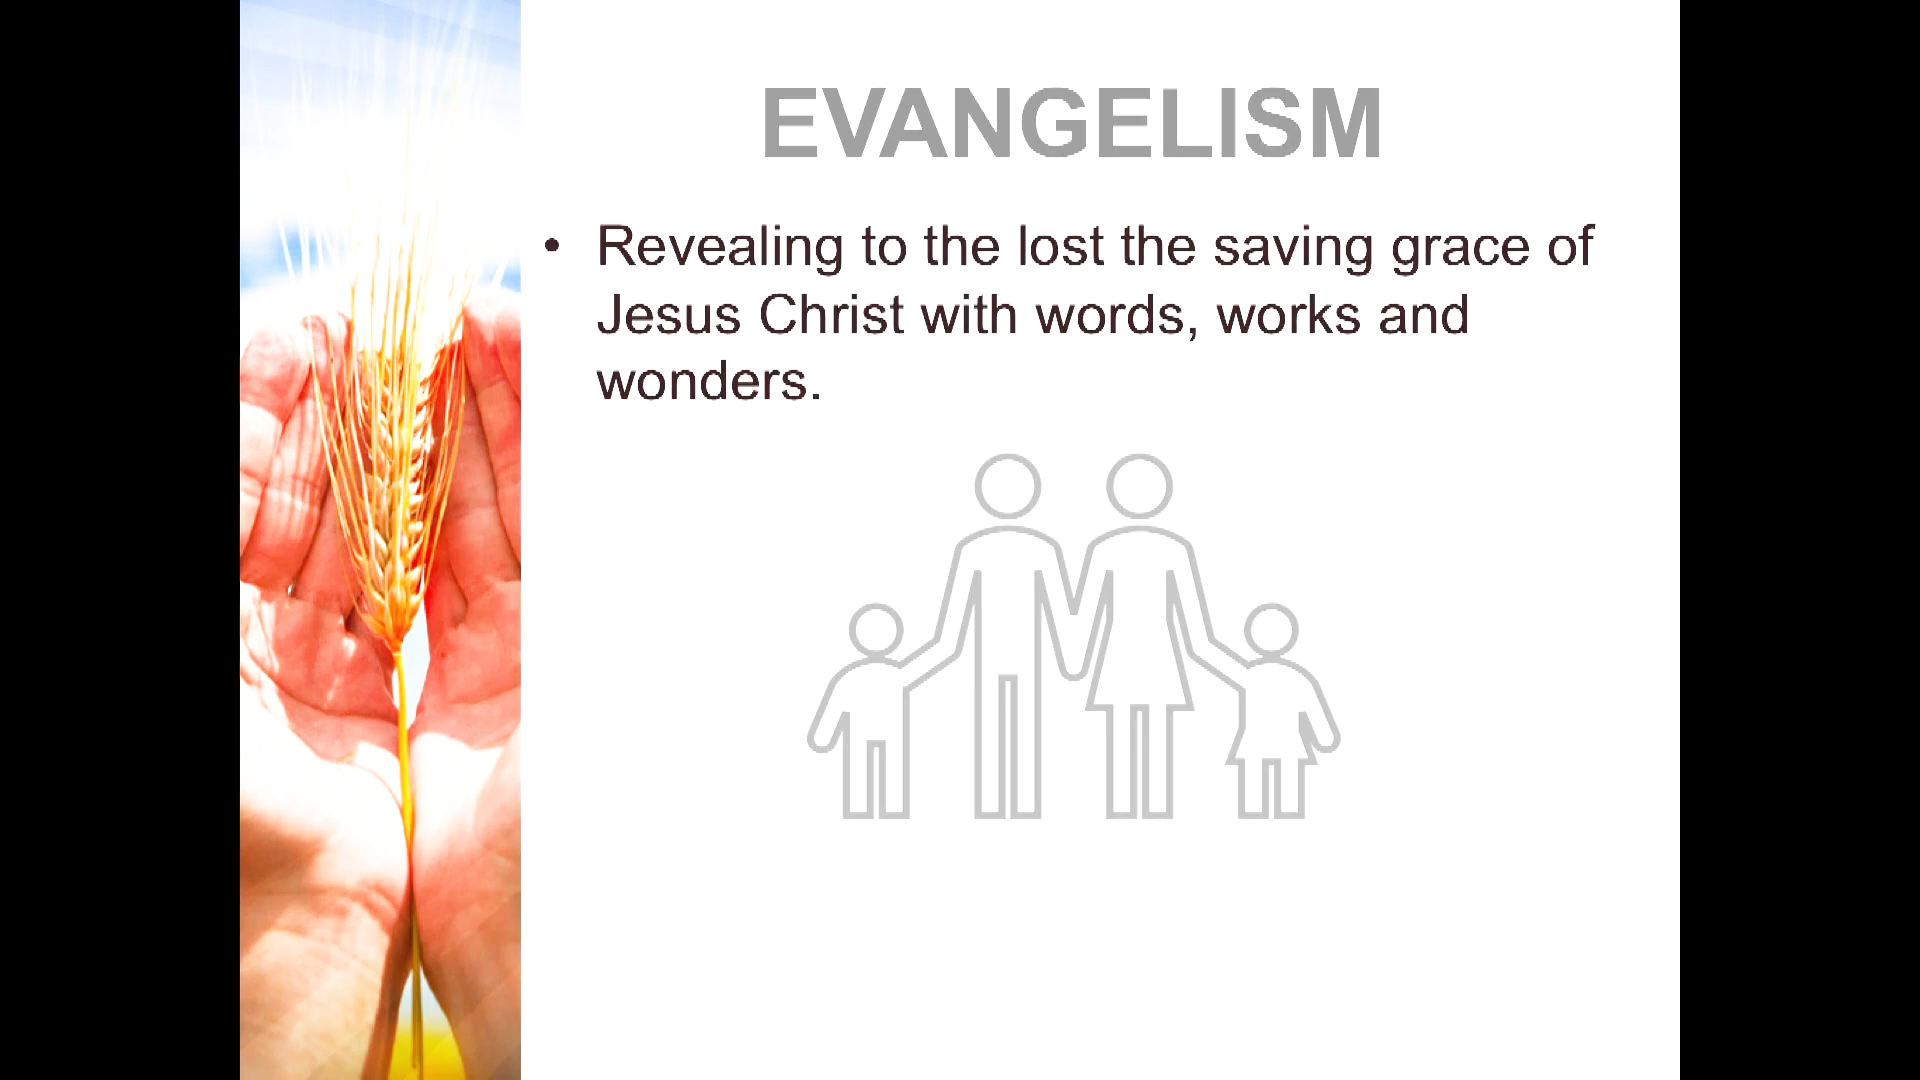 EVANGELISM
• Revealing to the lost the saving grace of
Jesus Christ with words, works and
wonders.